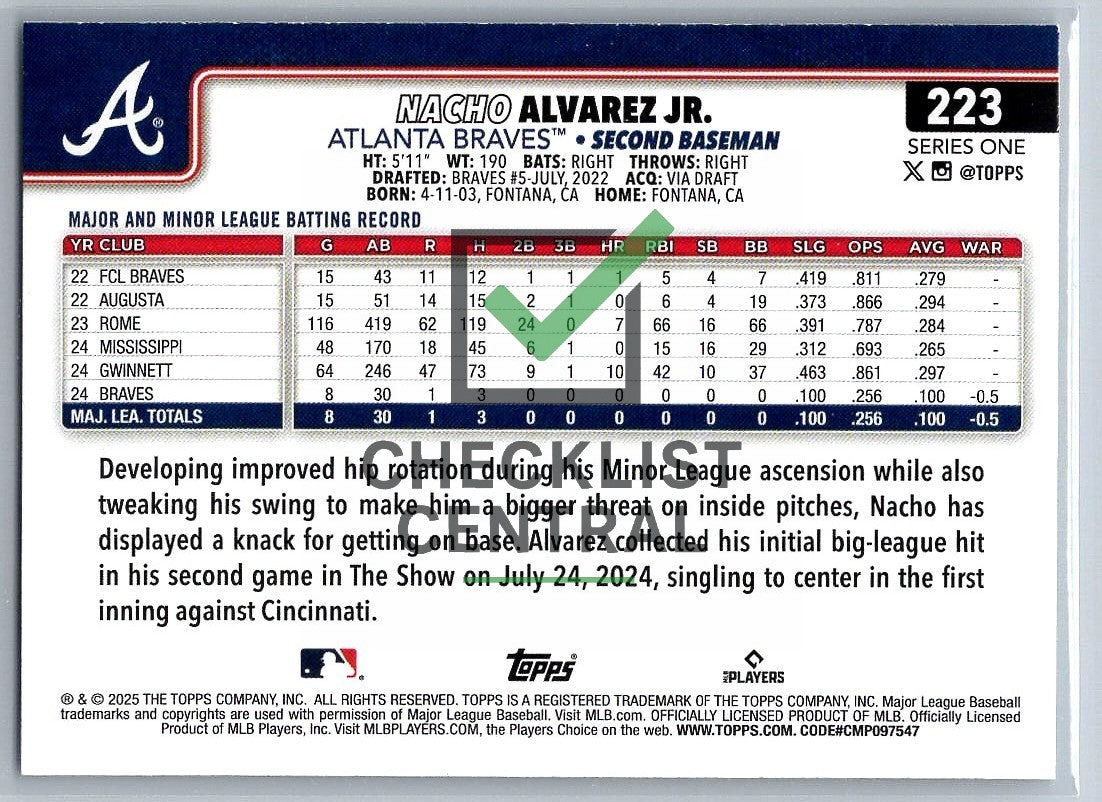 A
NACHO ALVAREZ JR.
ATLANTA BRAVES™ • SECOND BASEMAN
HT: 5'11" WT: 190 BATS: RIGHT THROWS: RIGHT
DRAFTED: BRAVES #5-JULY, 2022 ACQ: VIA DRAFT
BORN: 4-11-03, FONTANA, CA HOME: FONTANA, CA
223
SERIES ONE
@TOPPS
MAJOR AND MINOR LEAGUE BATTING RECORD
YR CLUB G AB R H 2B 3B HR RBI SB BB SLG OPS AVG WAR
22 FCL BRAVES 15 43 11 12 1 1 1 5 4 7 .419 .811 .279 -
22 AUGUSTA 15 51 14 15 2 1 0 6 4 19 .373 .866 .294 -
23 ROME 116 419 62 119 24 0 7 66 16 66 .391 .787 .284 -
24 MISSISSIPPI 48 170 18 45 6 1 0 15 16 29 .312 .693 .265 -
24 GWINNETT 64 246 47 73 9 1 10 42 10 37 .463 .861 .297 -
24 BRAVES 8 30 1 3 0 0 0 0 0 0 .100 .256 .100 -0.5
MAJ. LEA. TOTALS 8 30 1 3 0 0 0 0 0 0 .100 .256 .100 -0.5
CHECKLIST
CENTRAL
Developing improved hip rotation during his Minor League ascension while also
tweaking his swing to make him a bigger threat on inside pitches, Nacho has
displayed a knack for getting on base. Alvarez collected his initial big-league hit
in his second game in The Show on July 24, 2024, singling to center in the first
inning against Cincinnati.
topps®
MLB PLAYERS
® & © 2025 THE TOPPS COMPANY, INC. ALL RIGHTS RESERVED. TOPPS IS A REGISTERED TRADEMARK OF THE TOPPS COMPANY, INC. Major League Baseball
trademarks and copyrights are used with permission of Major League Baseball. Visit MLB.com. OFFICIALLY LICENSED PRODUCT OF MLB. Officially Licensed
Product of MLB Players, Inc. Visit MLBPLAYERS.COM, the Players Choice on the web. WWW.TOPPS.COM. CODE#CMP097547